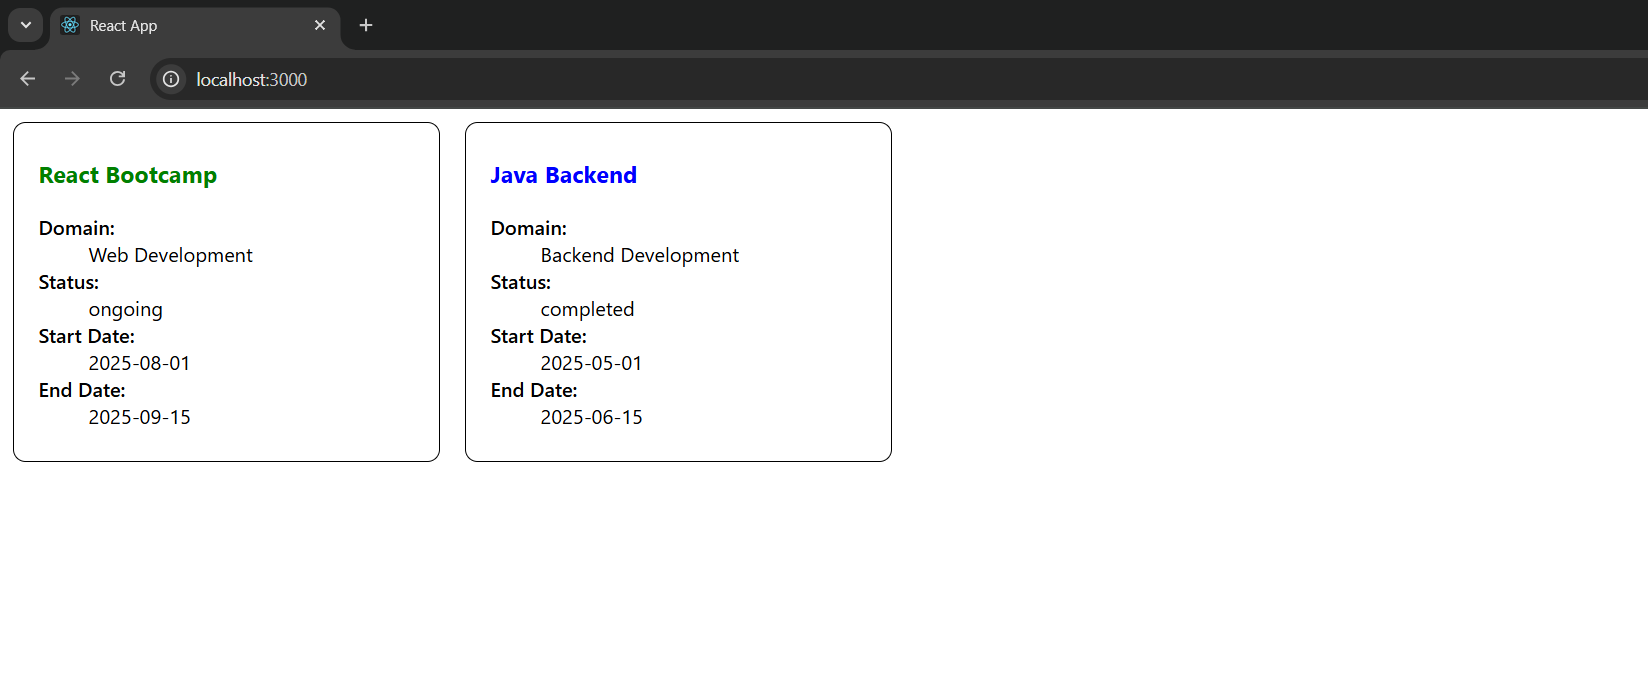 React App
localhost:3000
React Bootcamp
Domain:
Web Development
Status:
ongoing
Start Date:
2025-08-01
End Date:
2025-09-15
Java Backend
Domain:
Backend Development
Status:
completed
Start Date:
2025-05-01
End Date:
2025-06-15